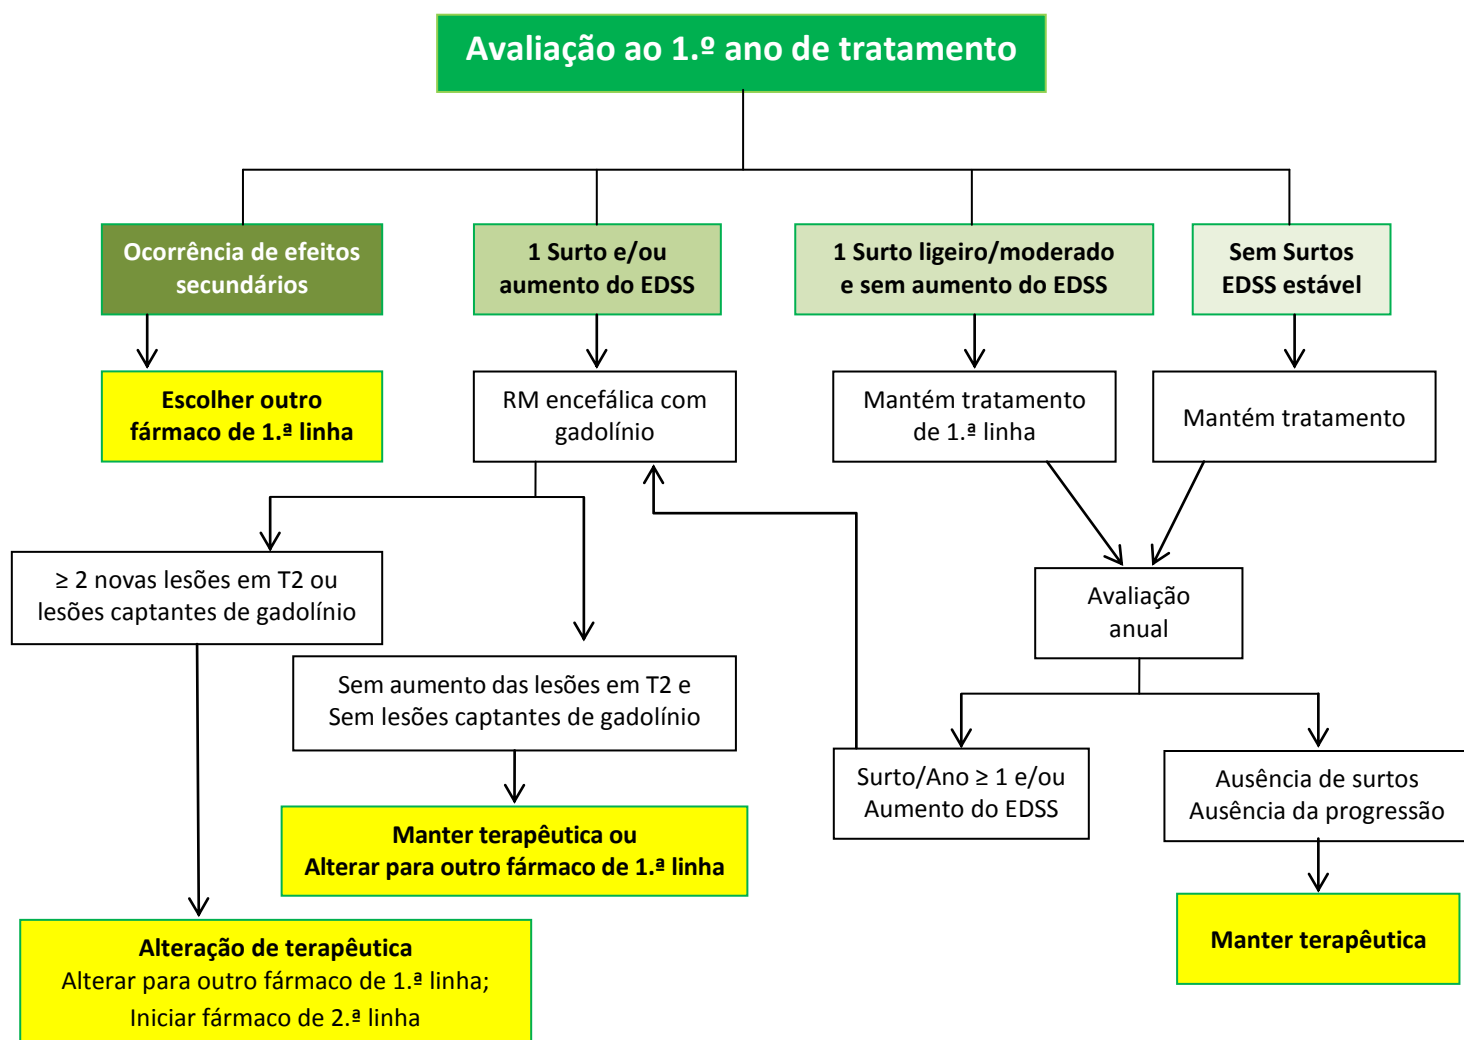 Avaliação ao 1.º ano de tratamento
Ocorrência de efeitos
secundários
1 Surto e/ou
aumento do EDSS
1 Surto ligeiro/moderado
e sem aumento do EDSS
Sem Surtos
EDSS estável
Escolher outro
fármaco de 1.ª linha
RM encefálica com
gadolínio
Mantém tratamento
de 1.ª linha
Mantém tratamento
≥ 2 novas lesões em T2 ou
lesões captantes de gadolínio
Avaliação
anual
Sem aumento das lesões em T2 e
Sem lesões captantes de gadolínio
Surto/Ano ≥ 1 e/ou
Aumento do EDSS
Ausência de surtos
Ausência da progressão
Manter terapêutica ou
Alterar para outro fármaco de 1.ª linha
Manter terapêutica
Alteração de terapêutica
Alterar para outro fármaco de 1.ª linha;
Iniciar fármaco de 2.ª linha